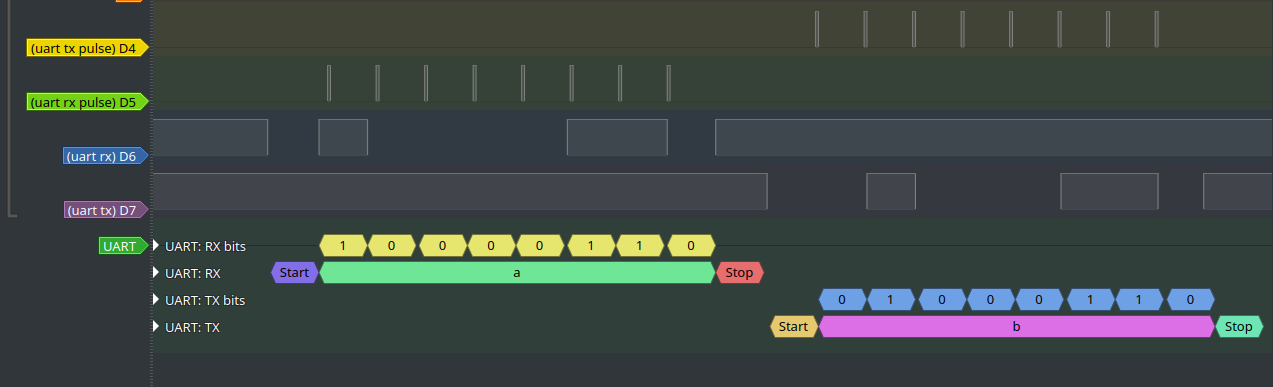 (uart tx pulse) D4
(uart rx pulse) D5
(uart rx) D6
(uart tx) D7
UART UART: RX bits 1 0 0 0 0 1 1 0
UART: RX Start a Stop
UART: TX bits 0 1 0 0 0 1 1 0
UART: TX Start b Stop